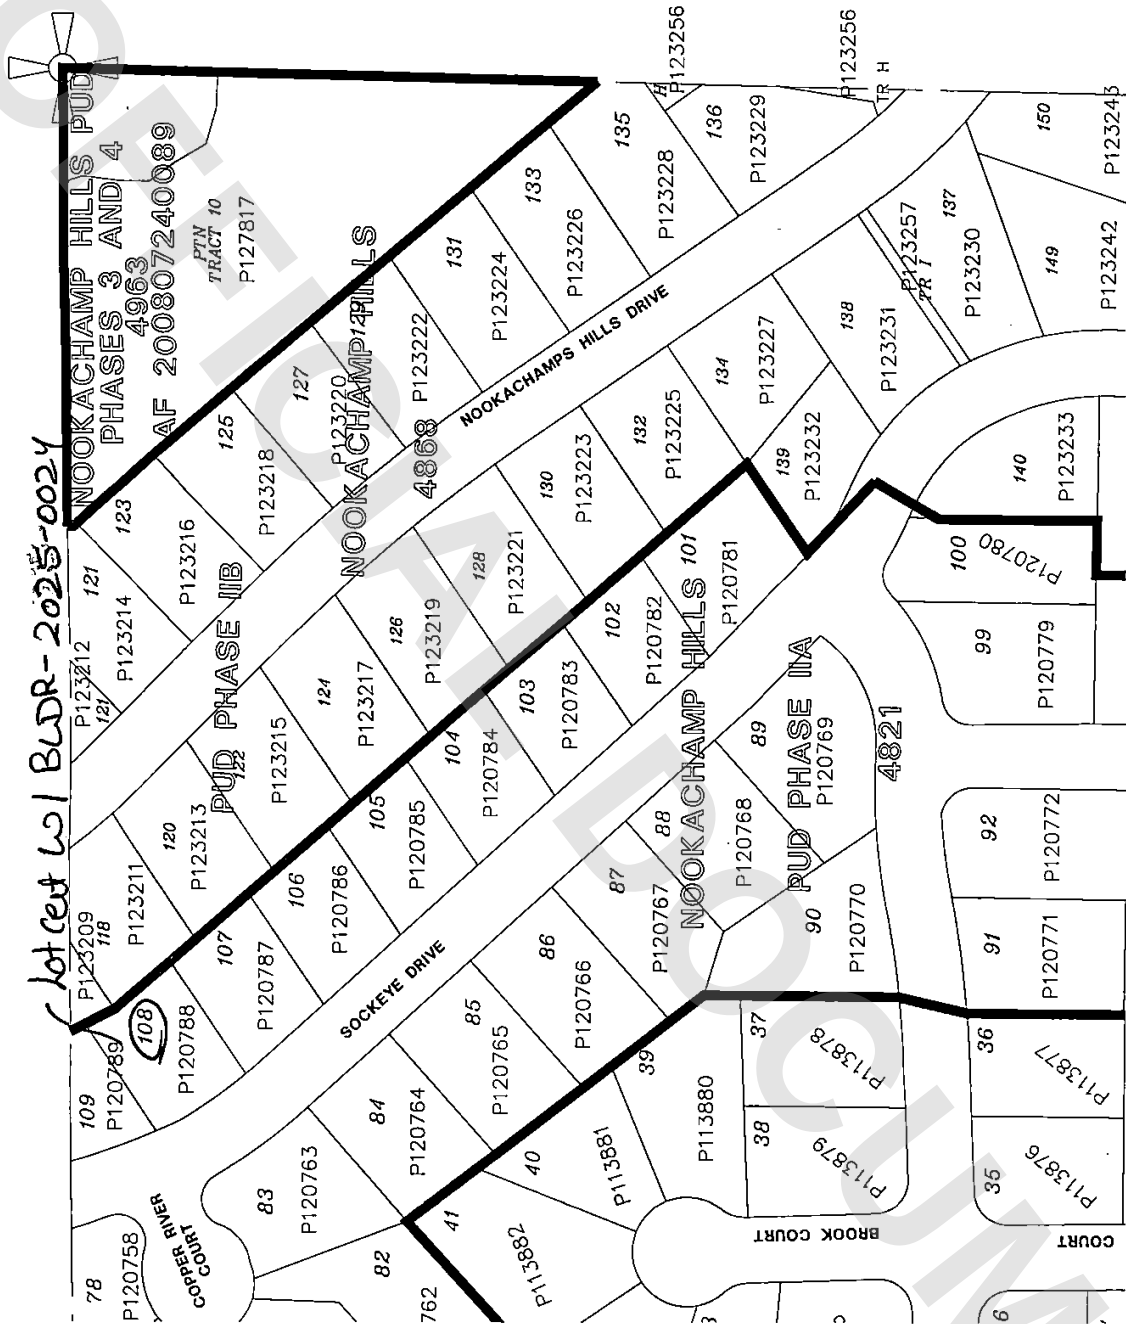 Lot cert w/ BLDR-2025-0024
NOOKACHAMP HILLS PUD
PHASES 3 AND 4
4963
AF 200807240089
PTN
TRACT 10
P127817
P123256
H
P123256
TR H
135
P123228
136
P123229
150
P123243
133
P123226
131
P123224
129
P123222
127
P123220
125
P123218
123
P123216
121
P123214
P123212
121
NOOKACHAMP HILLS
4868
PUD PHASE IIB
NOOKACHAMPS HILLS DRIVE
P123257
TR I
137
P123230
149
P123242
138
P123231
134
P123227
139
P123232
140
P123233
132
P123225
130
P123223
128
P123221
126
P123219
124
P123217
122
P123215
120
P123213
118
P123211
P123209
101
P120781
102
P120782
103
P120783
104
P120784
105
P120785
106
P120786
107
P120787
108
P120788
109
P120789
100
P120780
99
P120779
NOOKACHAMP HILLS
PUD PHASE IIA
4821
89
P120769
88
P120768
87
P120767
86
P120766
85
P120765
84
P120764
83
P120763
82
762
90
P120770
91
P120771
92
P120772
SOCKEYE DRIVE
COPPER RIVER
COURT
78
P120758
37
P113878
38
P113879
39
P113880
40
P113881
41
P113882
36
P113877
35
P113876
BROOK COURT
COURT
6
OFFICIAL DOCUM